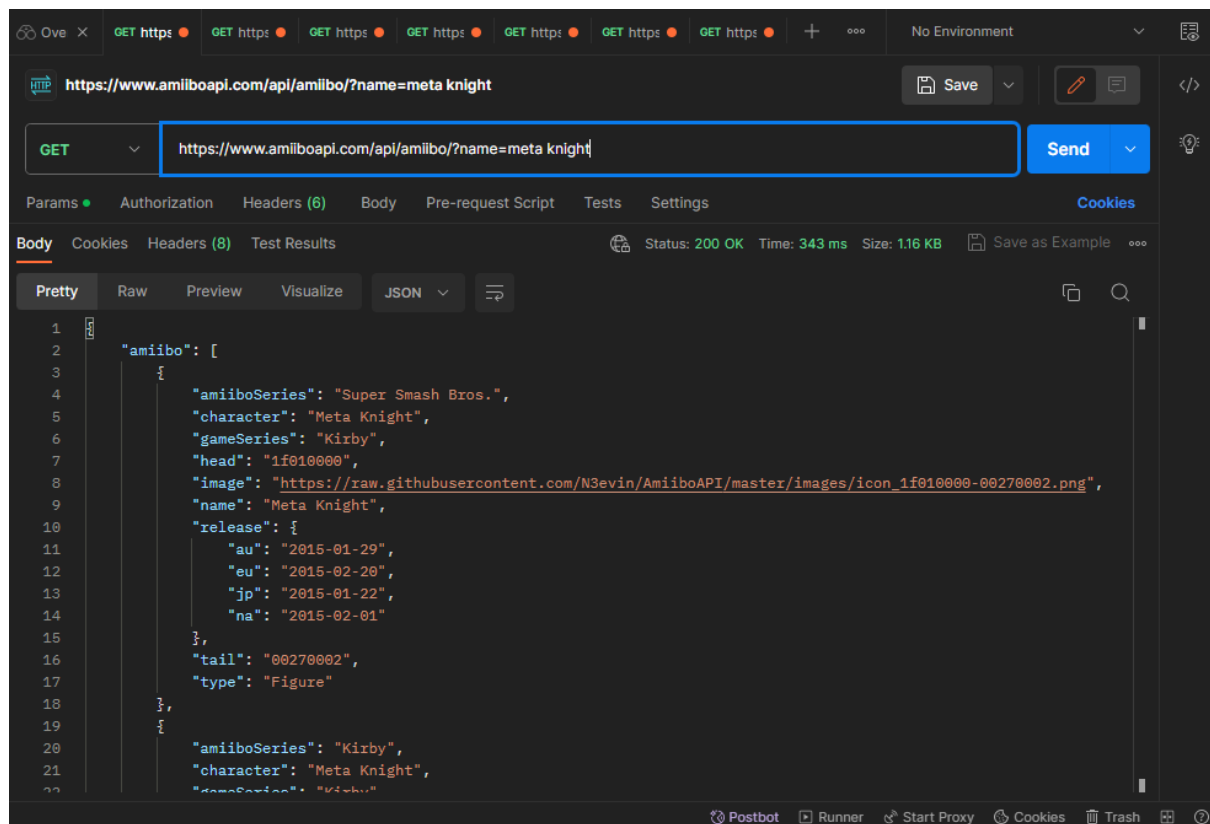 Ove × GET https GET https GET https GET https GET https GET https GET https + ooo No Environment
HTTP https://www.amiiboapi.com/api/amiibo/?name=meta knight Save </>
GET https://www.amiiboapi.com/api/amiibo/?name=meta knight Send
Params Authorization Headers (6) Body Pre-request Script Tests Settings Cookies
Body Cookies Headers (8) Test Results Status: 200 OK Time: 343 ms Size: 1.16 KB Save as Example ooo
Pretty Raw Preview Visualize JSON
1 {
2 "amiibo": [
3 {
4 "amiiboSeries": "Super Smash Bros.",
5 "character": "Meta Knight",
6 "gameSeries": "Kirby",
7 "head": "1f010000",
8 "image": "https://raw.githubusercontent.com/N3evin/AmiiboAPI/master/images/icon_1f010000-00270002.png",
9 "name": "Meta Knight",
10 "release": {
11 "au": "2015-01-29",
12 "eu": "2015-02-20",
13 "jp": "2015-01-22",
14 "na": "2015-02-01"
15 },
16 "tail": "00270002",
17 "type": "Figure"
18 },
19 {
20 "amiiboSeries": "Kirby",
21 "character": "Meta Knight",
22 "gameSeries": "Kirby"
Postbot Runner Start Proxy Cookies Trash